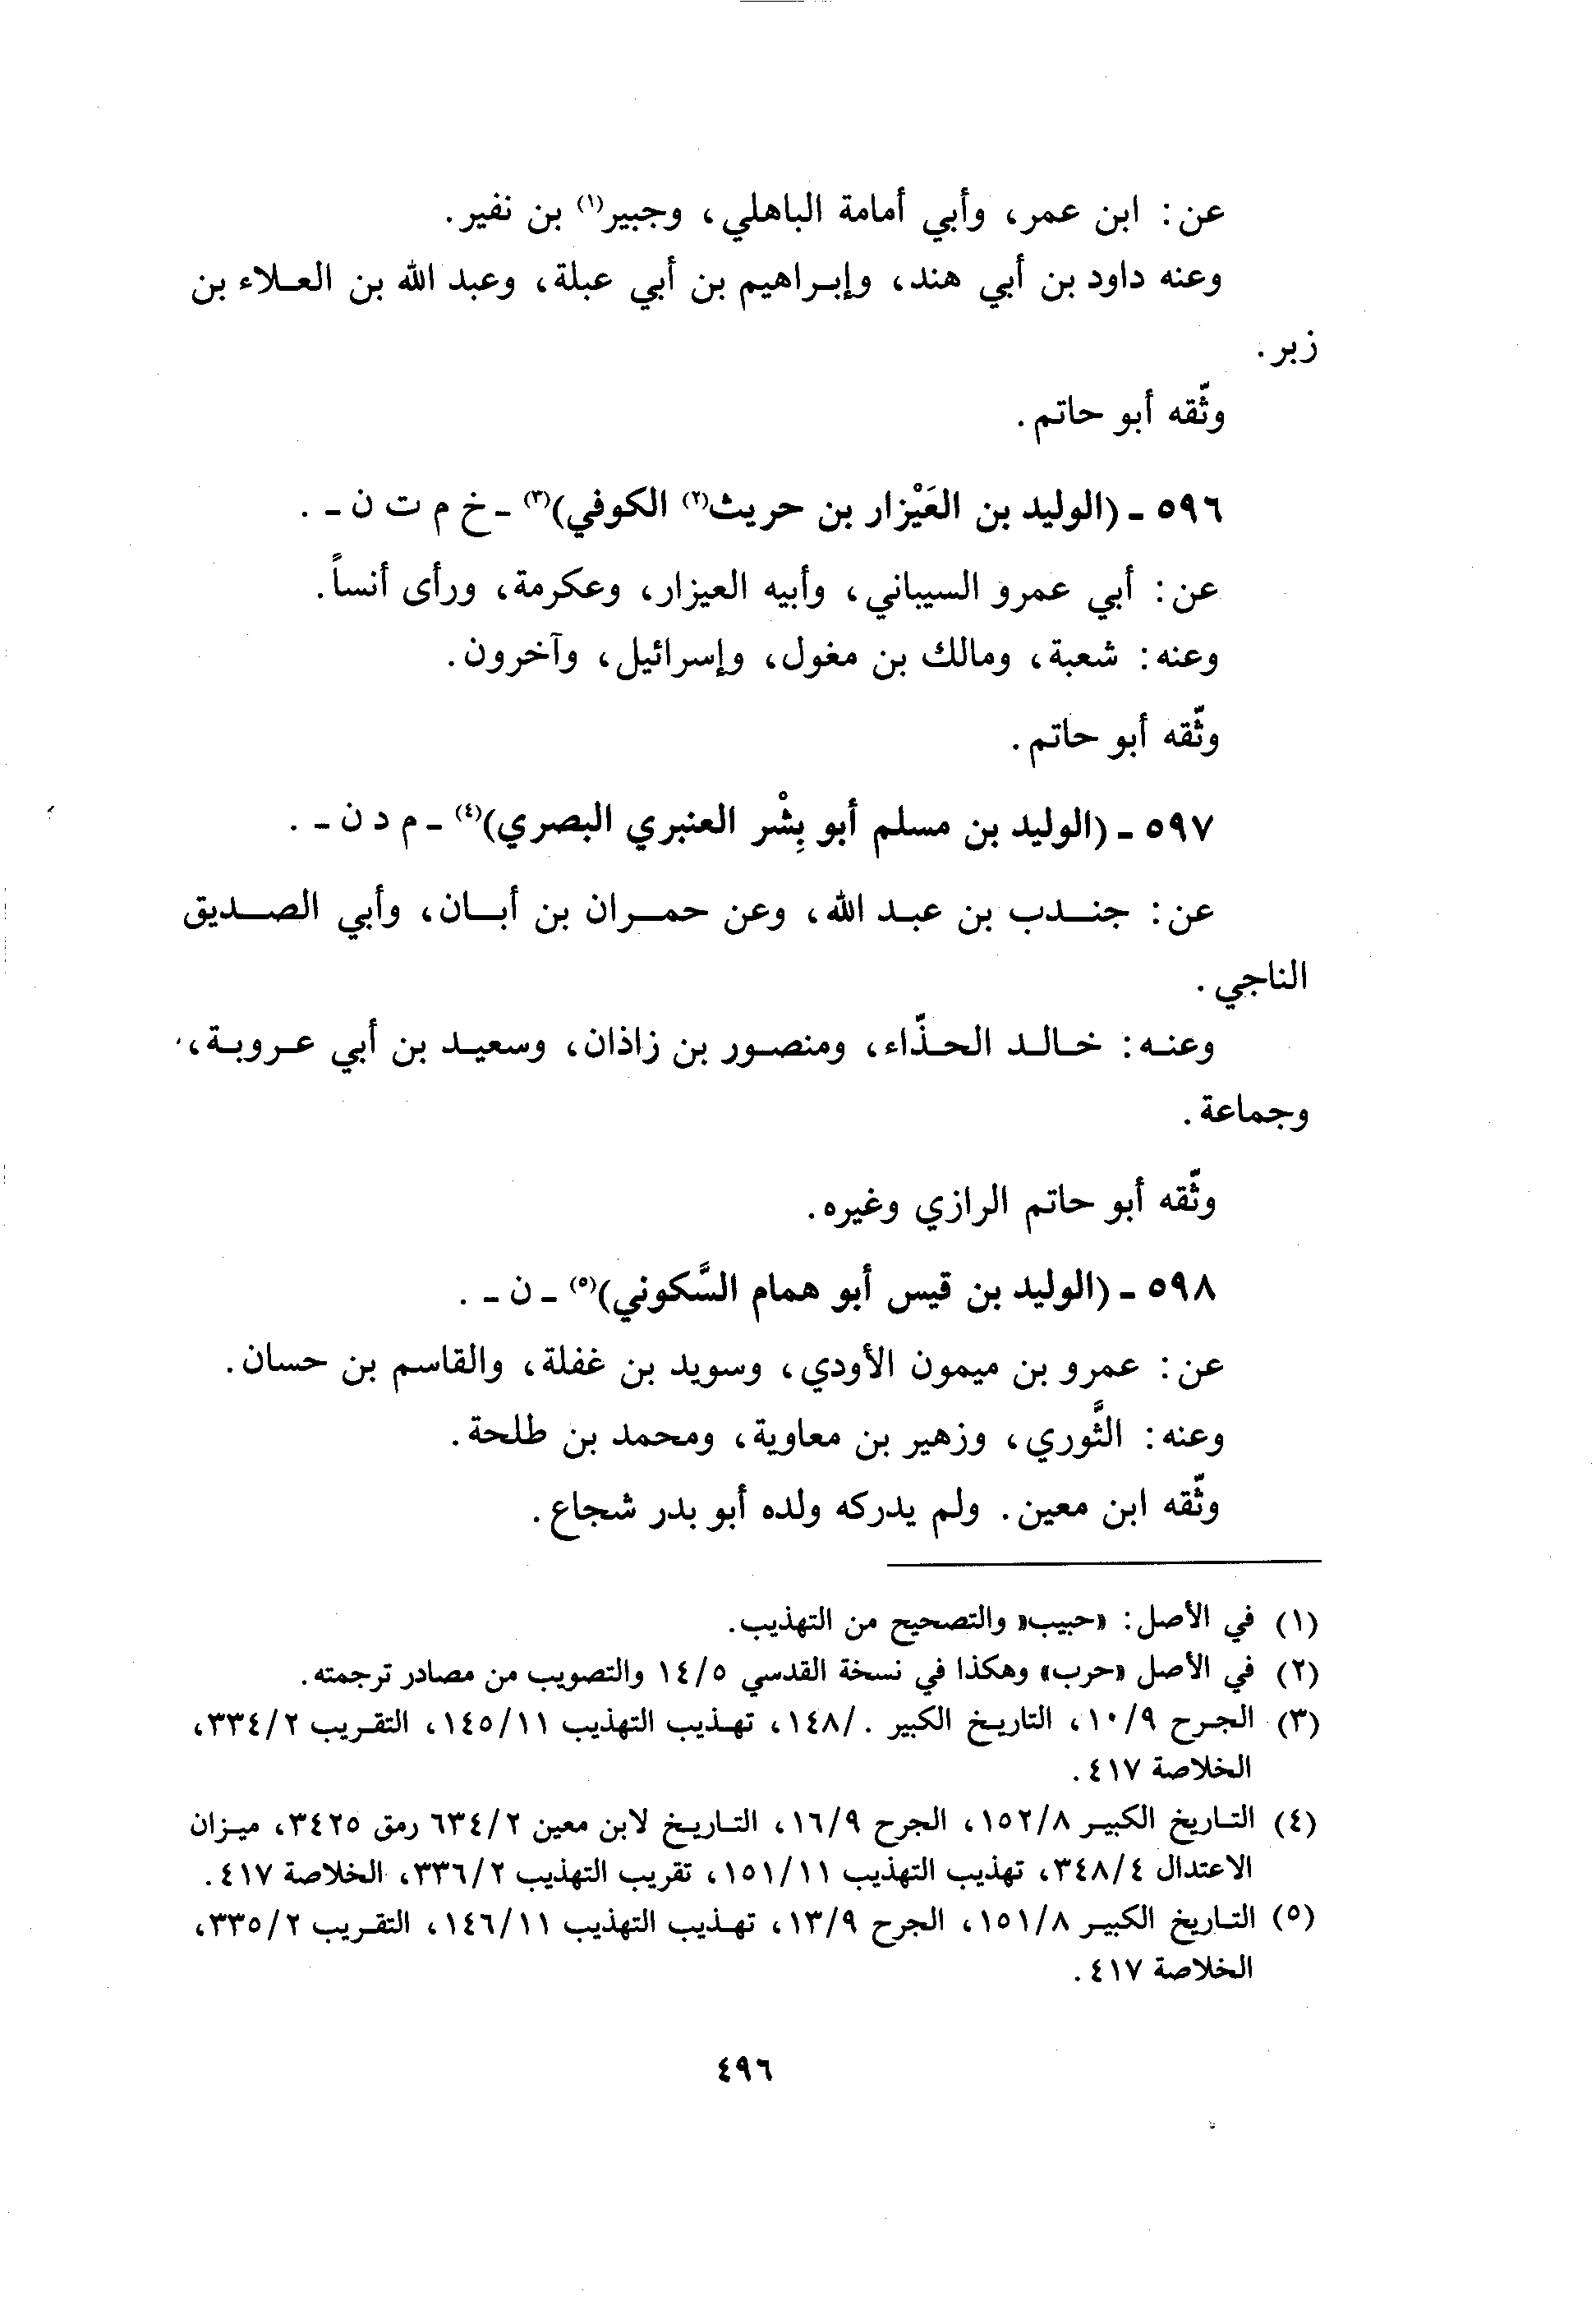 عن: ابن عمر، وأبي أمامة الباهلي، وجبير(١) بن نفير.
وعنه داود بن أبي هند، وإبراهيم بن أبي عبلة، وعبد الله بن العلاء بن
زبر.
وثّقه أبو حاتم.
٥٩٦ - (الوليد بن العَيْزار بن حريث(٢) الكوفي)(٣) - خ م ت ن - .
عن: أبي عمرو السيباني، وأبيه العيزار، وعكرمة، ورأى أنساً.
وعنه: شعبة، ومالك بن مغول، وإسرائيل، وآخرون.
وثّقه أبو حاتم.
٥٩٧ - (الوليد بن مسلم أبو بِشْر العنبري البصري)(٤) - م د ن - .
عن: جندب بن عبد الله، وعن حمران بن أبان، وأبي الصديق
الناجي.
وعنه: خالد الحذّاء، ومنصور بن زاذان، وسعيد بن أبي عروبة،
وجماعة.
وثّقه أبو حاتم الرازي وغيره.
٥٩٨ - (الوليد بن قيس أبو همام السَّكوني)(٥) - ن - .
عن: عمرو بن ميمون الأودي، وسويد بن غفلة، والقاسم بن حسان.
وعنه: الثَّوري، وزهير بن معاوية، ومحمد بن طلحة.
وثّقه ابن معين. ولم يدركه ولده أبو بدر شجاع.
(١) في الأصل: «حبيب» والتصحيح من التهذيب.
(٢) في الأصل «حرب» وهكذا في نسخة القدسي ١٤/٥ والتصويب من مصادر ترجمته.
(٣) الجرح ١٠/٩، التاريخ الكبير ./١٤٨، تهذيب التهذيب ١٤٥/١١، التقريب ٣٣٤/٢،
الخلاصة ٤١٧.
(٤) التاريخ الكبير ١٥٢/٨، الجرح ١٦/٩، التاريخ لابن معين ٦٣٤/٢ رمق ٣٤٢٥، ميزان
الاعتدال ٣٤٨/٤، تهذيب التهذيب ١٥١/١١، تقريب التهذيب ٣٣٦/٢، الخلاصة ٤١٧.
(٥) التاريخ الكبير ١٥١/٨، الجرح ١٣/٩، تهذيب التهذيب ١٤٦/١١، التقريب ٣٣٥/٢،
الخلاصة ٤١٧.
٤٩٦